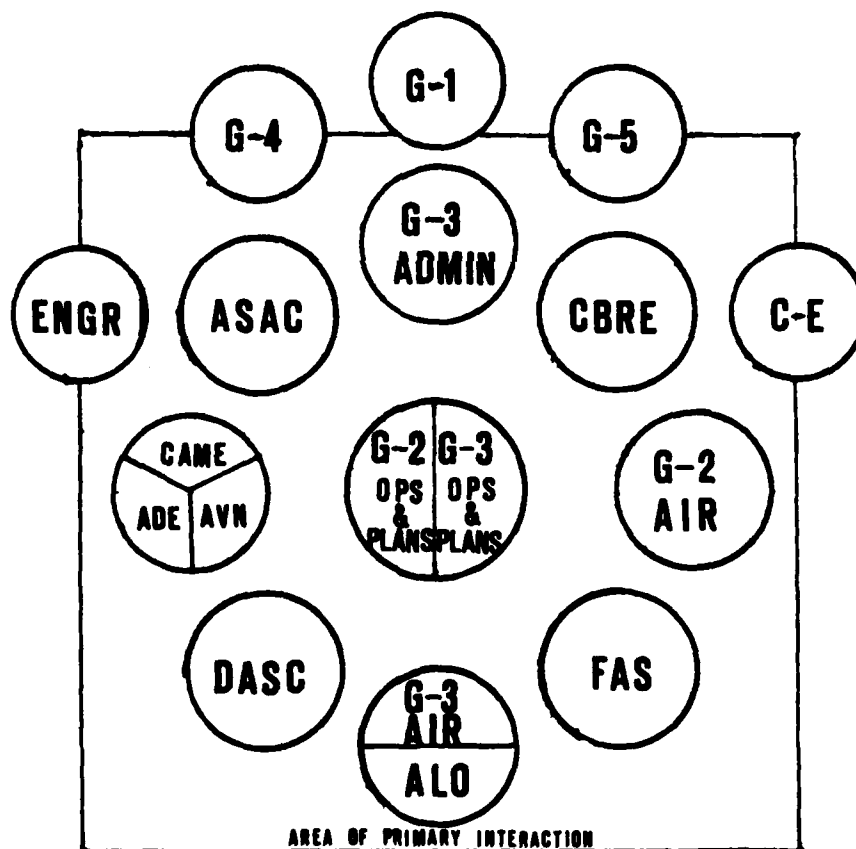 G-1
G-4
G-5
G-3
ADMIN
ENGR
ASAC
CBRE
C-E
CAME
ADE
AVN
G-2
OPS
&
PLANS
G-3
OPS
&
PLANS
G-2
AIR
DASC
FAS
G-3
AIR
ALO
AREA OF PRIMARY INTERACTION